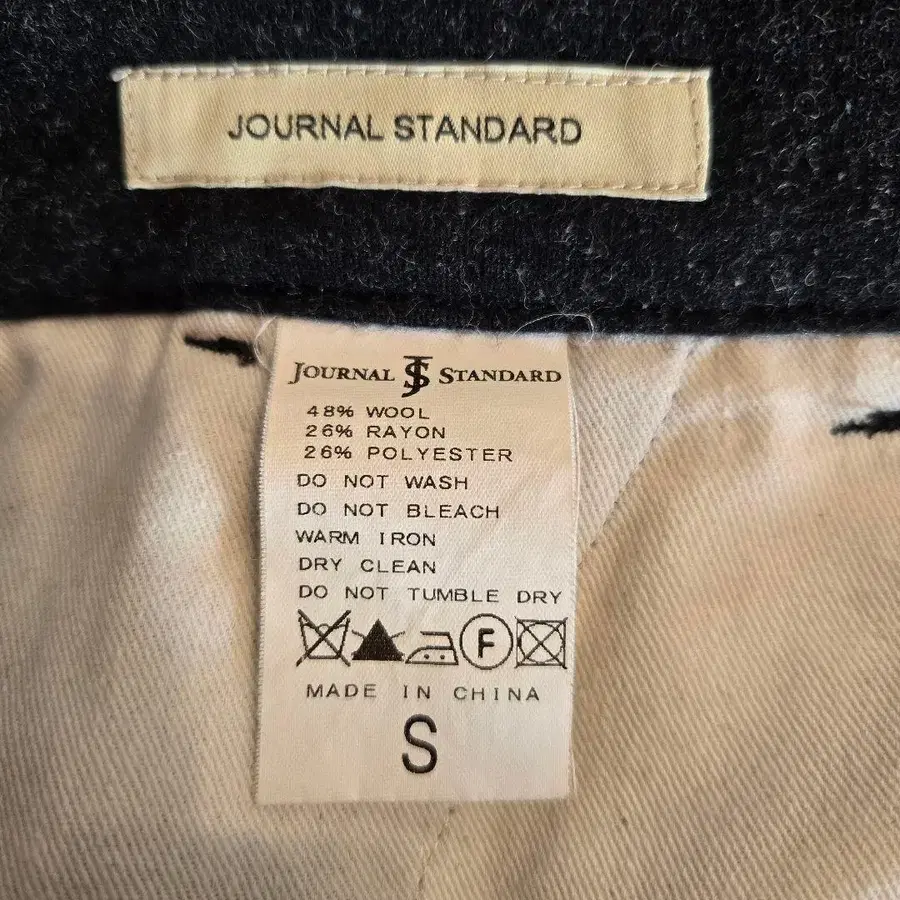 JOURNAL STANDARD
JOURNAL JS STANDARD
48% WOOL
26% RAYON
26% POLYESTER
DO NOT WASH
DO NOT BLEACH
WARM IRON
DRY CLEAN
DO NOT TUMBLE DRY
F
MADE IN CHINA
S